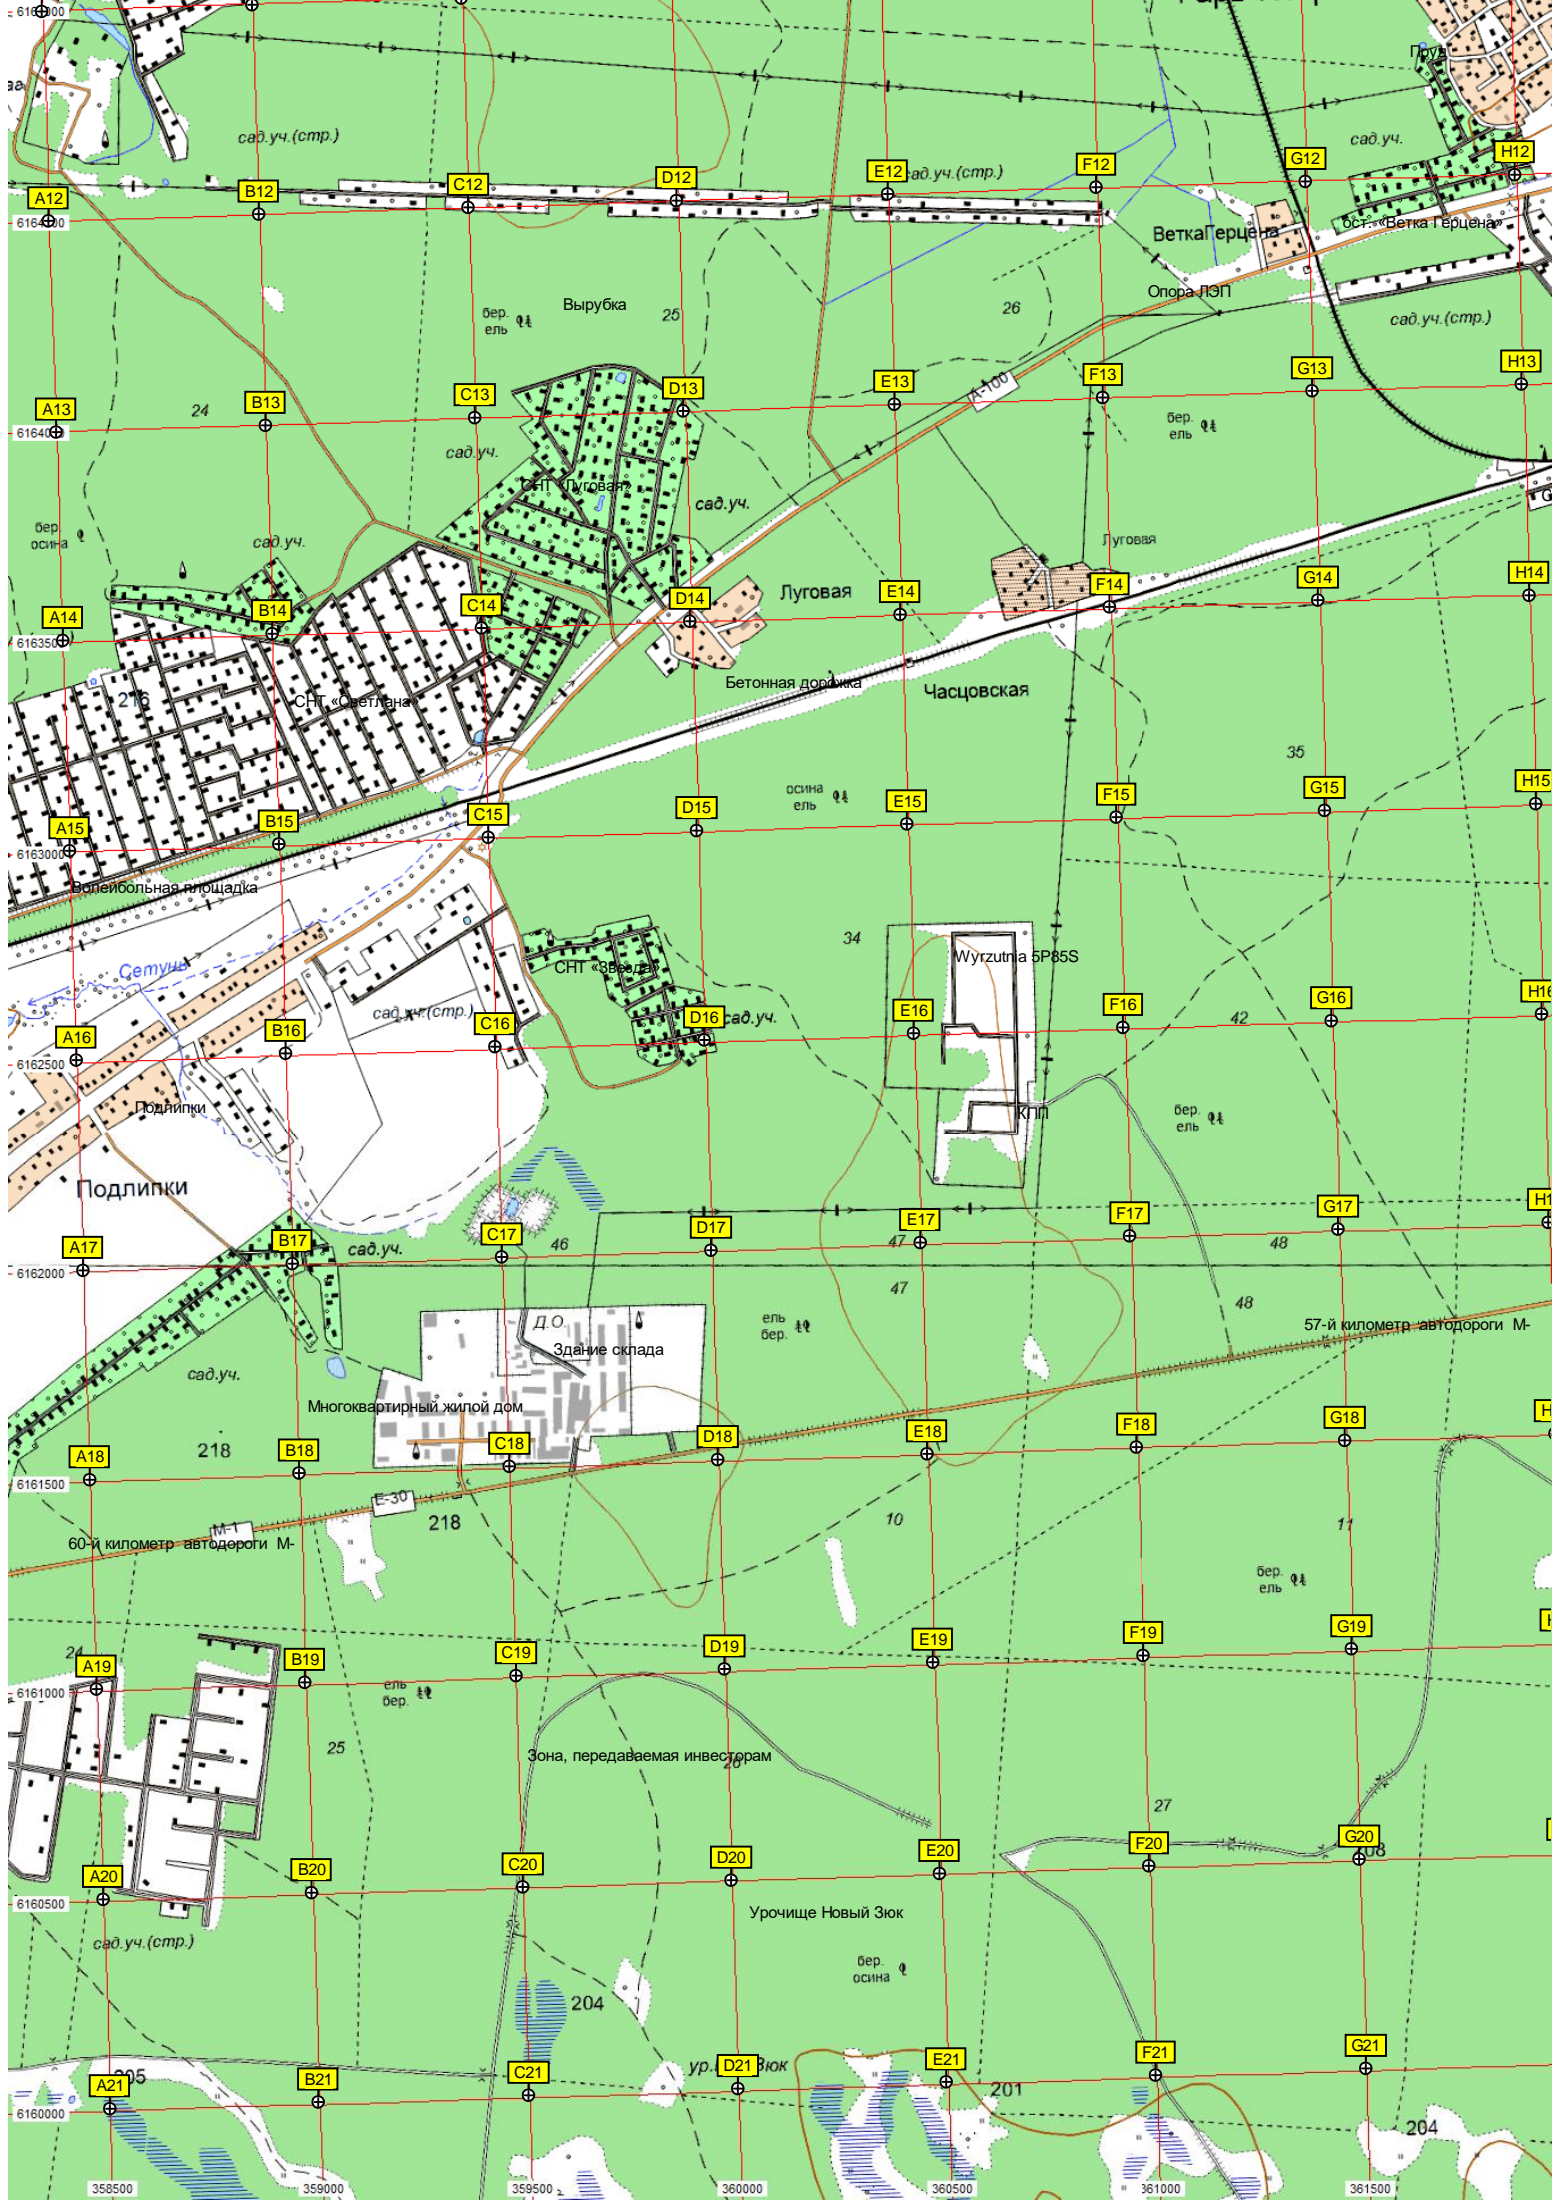 сад.уч.(стр.)
Пруд
сад.уч.
A12
B12
C12
D12
E12
сад.уч.(стр.)
F12
G12
H12
ВеткаГерцена
ост. «Ветка Герцена»
Вырубка
Опора ЛЭП
бер.
ель
25
26
сад.уч.(стр.)
A13
B13
C13
D13
E13
F13
G13
H13
24
А-100
6164000
бер.
ель
сад.уч.
СНТ «Луговая»
сад.уч.
бер.
осина
сад.уч.
Луговая
A14
B14
C14
D14
Луговая
E14
F14
G14
H14
6163500
216
СНТ «Светлана»
Бетонная дорожка
Часцовская
35
осина
ель
A15
B15
C15
D15
E15
F15
G15
H15
6163000
Волейбольная площадка
34
Сетунь
СНТ «Звезда»
Wyrzutnia 5P85S
сад.уч.(стр.)
сад.уч.
42
A16
B16
C16
D16
E16
F16
G16
H16
6162500
Подлипки
КПП
бер.
ель
Подлипки
A17
B17
C17
D17
E17
F17
G17
сад.уч.
46
47
48
6162000
47
48
Д.О.
ель
бер.
57-й километр автодороги М-
Здание склада
сад.уч.
Многоквартирный жилой дом
218
A18
B18
C18
D18
E18
F18
G18
6161500
Е-30
М-1
218
10
11
60-й километр автодороги М-
бер.
ель
24
A19
B19
C19
D19
E19
F19
G19
6161000
ель
бер.
25
Зона, передаваемая инвесторам
26
27
A20
B20
C20
D20
E20
F20
G20
6160500
Урочище Новый Зюк
сад.уч.(стр.)
бер.
осина
204
A21
B21
C21
D21
E21
F21
G21
201
6160000
204
358500
359000
359500
360000
360500
361000
361500